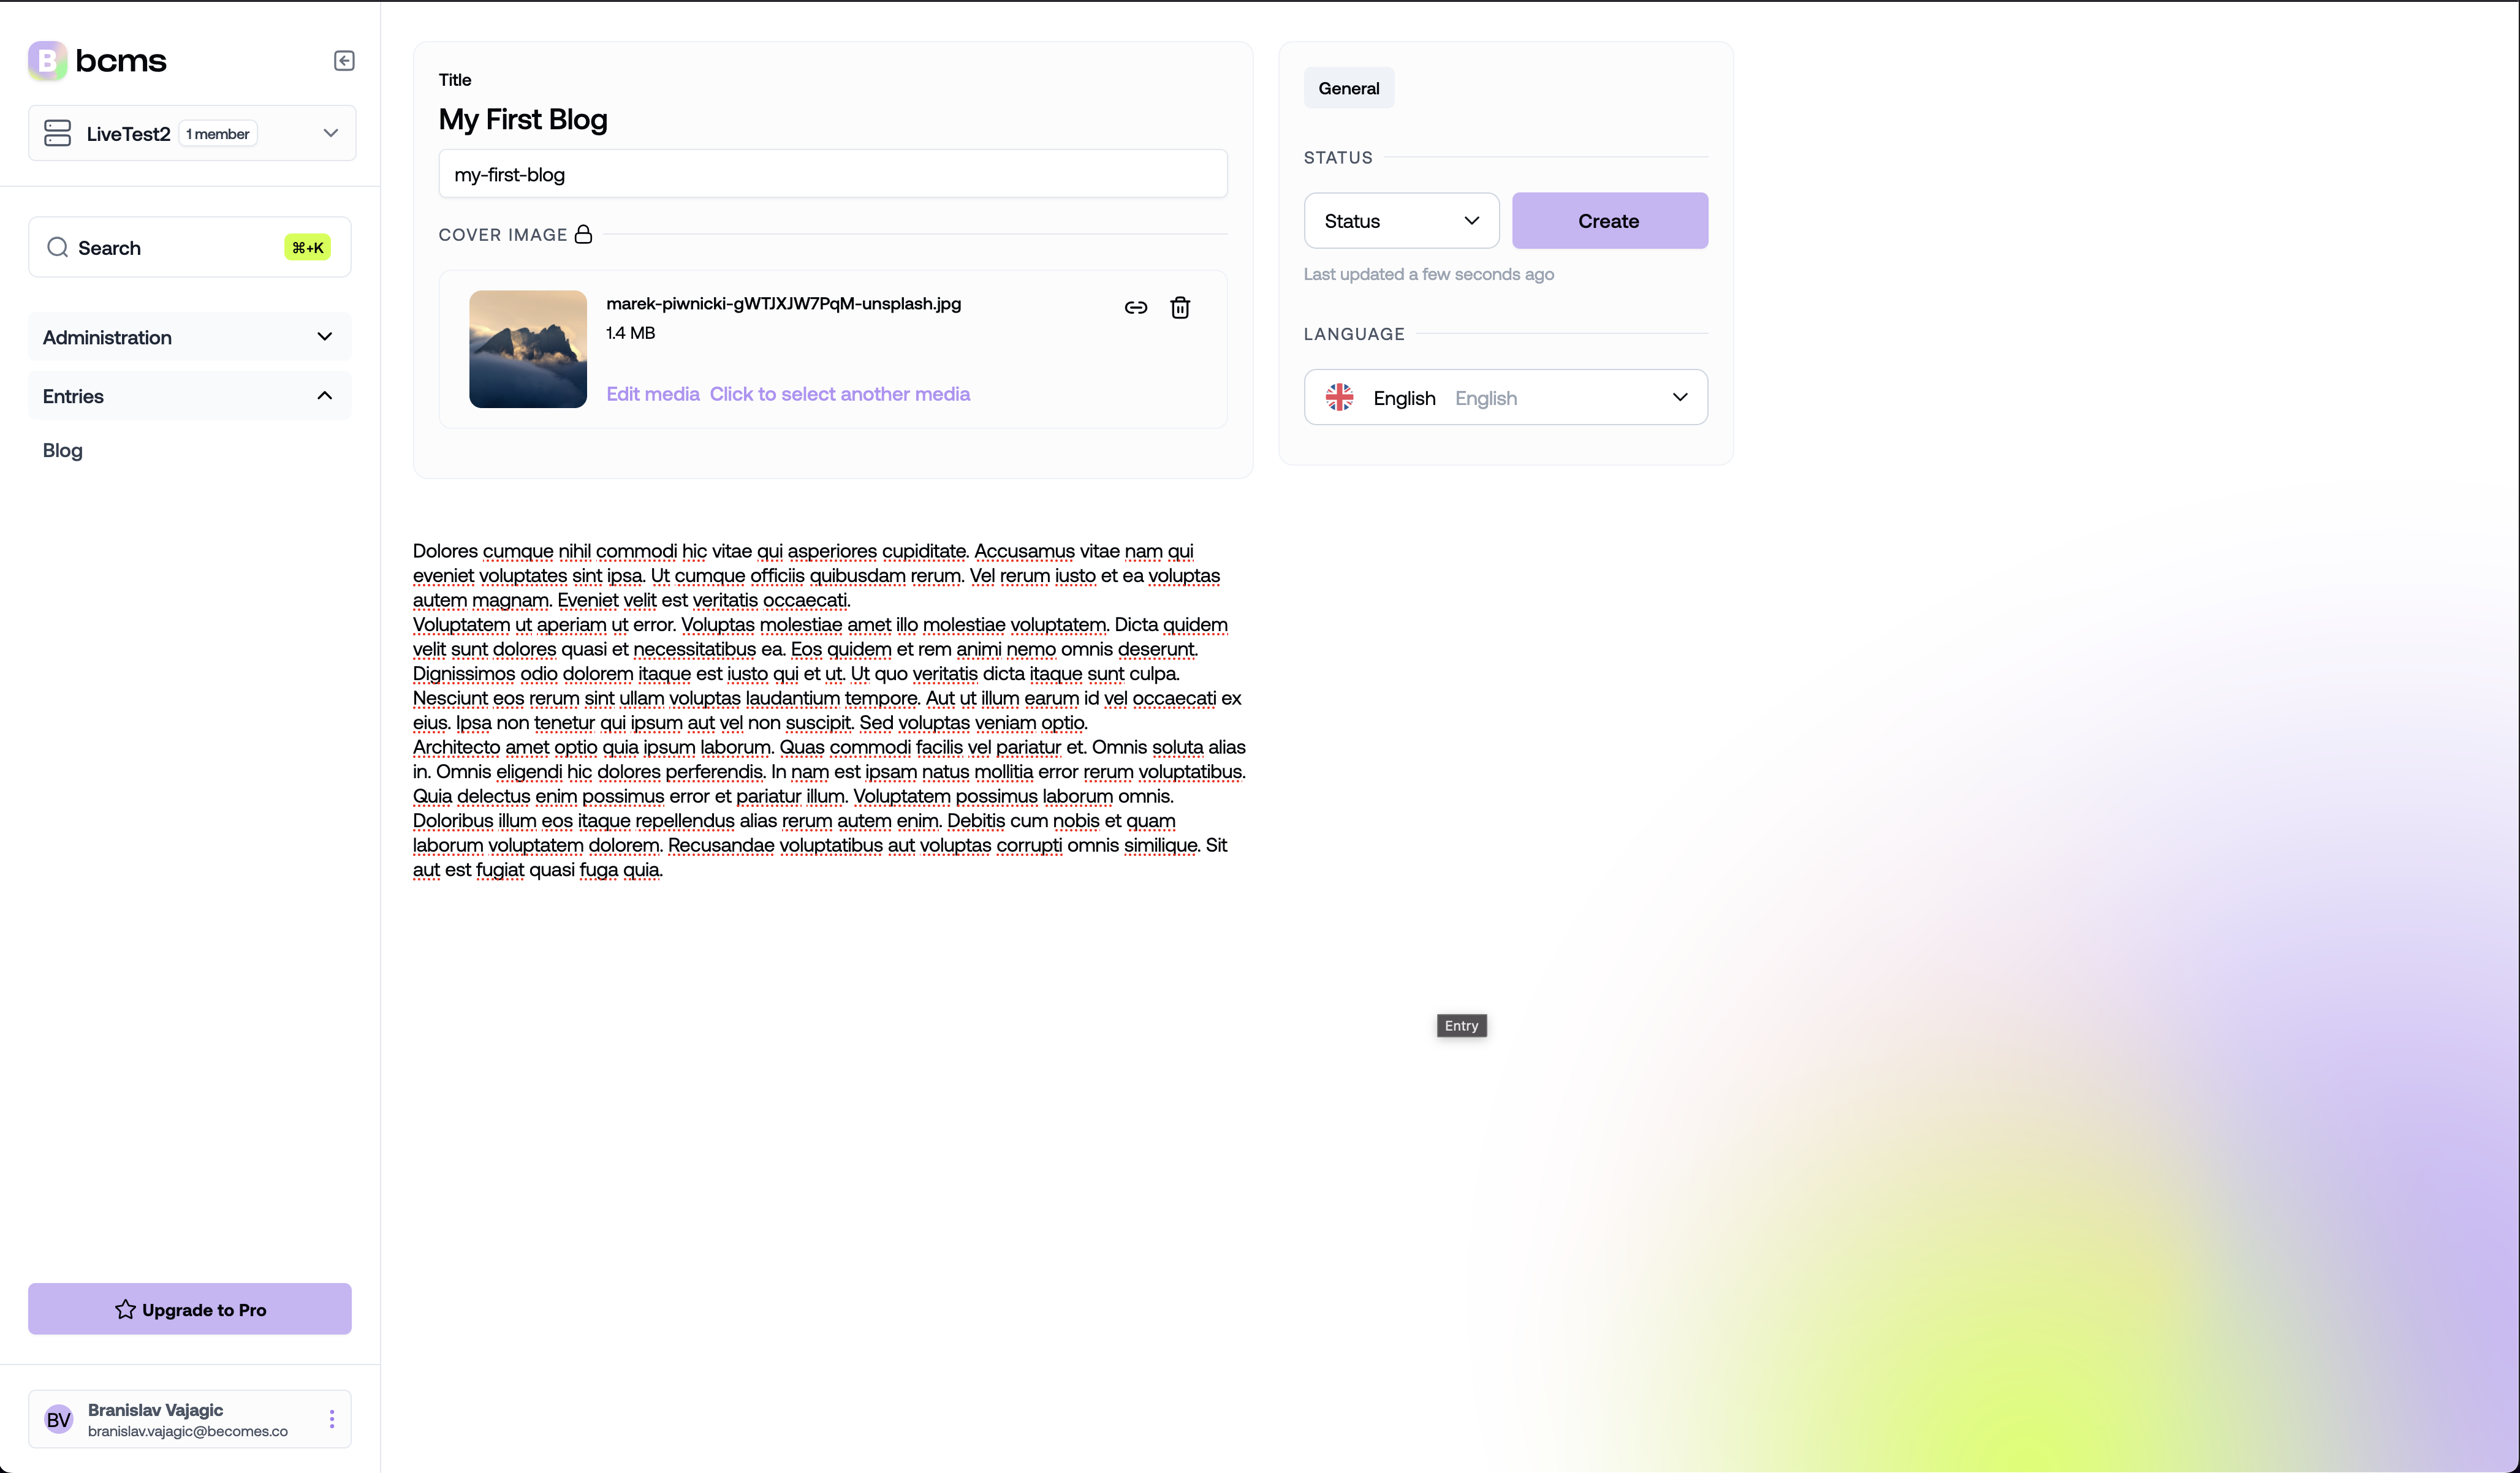 B bcms
LiveTest2 1 member
Search ⌘+K
Administration
Entries
Blog
Upgrade to Pro
BV Branislav Vajagic
branislav.vajagic@becomes.co
Title
My First Blog
my-first-blog
COVER IMAGE
marek-piwnicki-gWTJXJW7PqM-unsplash.jpg
1.4 MB
Edit media Click to select another media
Dolores cumque nihil commodi hic vitae qui asperiores cupiditate. Accusamus vitae nam qui
eveniet voluptates sint ipsa. Ut cumque officiis quibusdam rerum. Vel rerum iusto et ea voluptas
autem magnam. Eveniet velit est veritatis occaecati.
Voluptatem ut aperiam ut error. Voluptas molestiae amet illo molestiae voluptatem. Dicta quidem
velit sunt dolores quasi et necessitatibus ea. Eos quidem et rem animi nemo omnis deserunt.
Dignissimos odio dolorem itaque est iusto qui et ut. Ut quo veritatis dicta itaque sunt culpa.
Nesciunt eos rerum sint ullam voluptas laudantium tempore. Aut ut illum earum id vel occaecati ex
eius. Ipsa non tenetur qui ipsum aut vel non suscipit. Sed voluptas veniam optio.
Architecto amet optio quia ipsum laborum. Quas commodi facilis vel pariatur et. Omnis soluta alias
in. Omnis eligendi hic dolores perferendis. In nam est ipsam natus mollitia error rerum voluptatibus.
Quia delectus enim possimus error et pariatur illum. Voluptatem possimus laborum omnis.
Doloribus illum eos itaque repellendus alias rerum autem enim. Debitis cum nobis et quam
laborum voluptatem dolorem. Recusandae voluptatibus aut voluptas corrupti omnis similique. Sit
aut est fugiat quasi fuga quia.
General
STATUS
Status Create
Last updated a few seconds ago
LANGUAGE
English English
Entry